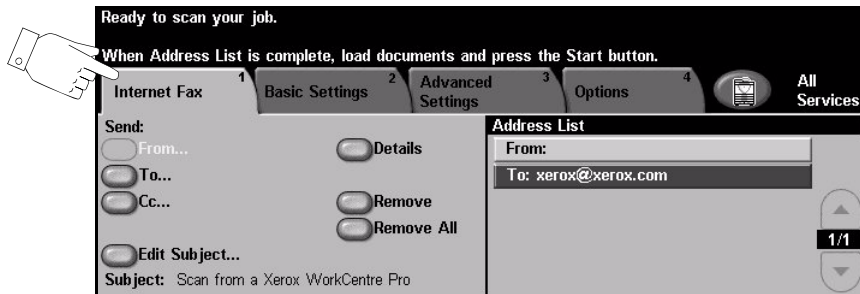 Ready to scan your job.
When Address List is complete, load documents and press the Start button.
Internet Fax 1
Basic Settings 2
Advanced Settings 3
Options 4
All Services
Send:
From...
Details
To...
Cc...
Remove
Remove All
Edit Subject...
Subject: Scan from a Xerox WorkCentre Pro
Address List
From:
To: xerox@xerox.com
1/1